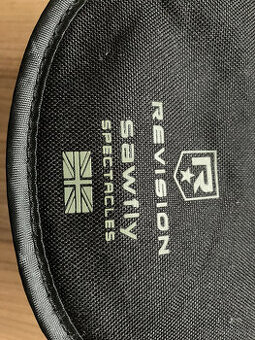 R
REVISION
sawfly
SPECTACLES